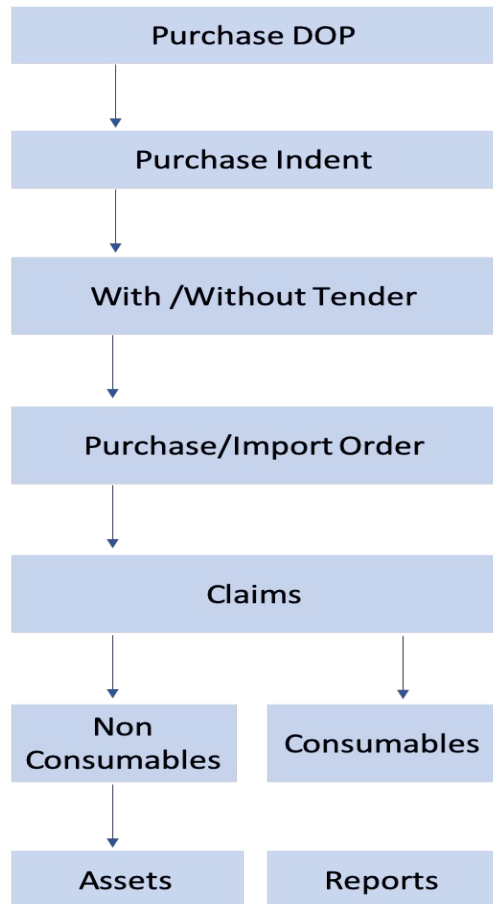 Purchase DOP
Purchase Indent
With /Without Tender
Purchase/Import Order
Claims
Non
Consumables
Consumables
Assets
Reports